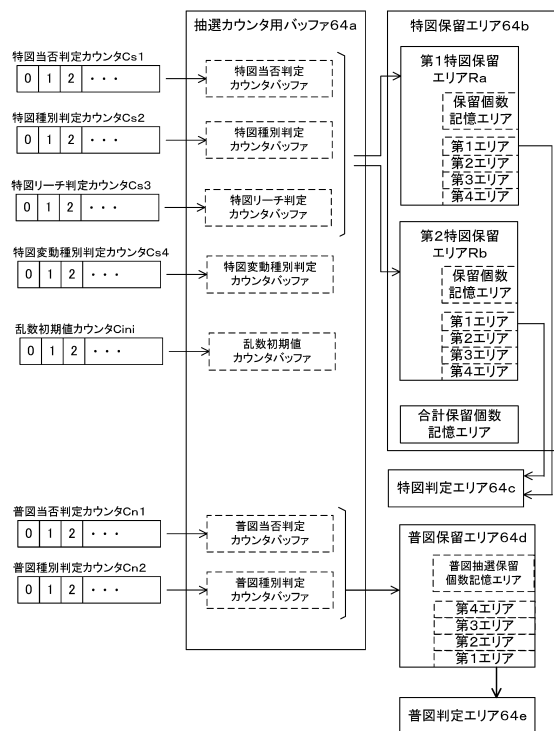 抽選カウンタ用バッファ64a
特図当否判定カウンタCs1
0 1 2 ・・・
特図当否判定
カウンタバッファ
特図種別判定カウンタCs2
0 1 2 ・・・
特図種別判定
カウンタバッファ
特図リーチ判定カウンタCs3
0 1 2 ・・・
特図リーチ判定
カウンタバッファ
特図変動種別判定カウンタCs4
0 1 2 ・・・
特図変動種別判定
カウンタバッファ
乱数初期値カウンタCini
0 1 2 ・・・
乱数初期値
カウンタバッファ
普図当否判定カウンタCn1
0 1 2 ・・・
普図当否判定
カウンタバッファ
普図種別判定カウンタCn2
0 1 2 ・・・
普図種別判定
カウンタバッファ
特図保留エリア64b
第1特図保留
エリアRa
保留個数
記憶エリア
第1エリア
第2エリア
第3エリア
第4エリア
第2特図保留
エリアRb
保留個数
記憶エリア
第1エリア
第2エリア
第3エリア
第4エリア
合計保留個数
記憶エリア
特図判定エリア64c
普図保留エリア64d
普図抽選保留
個数記憶エリア
第4エリア
第3エリア
第2エリア
第1エリア
普図判定エリア64e